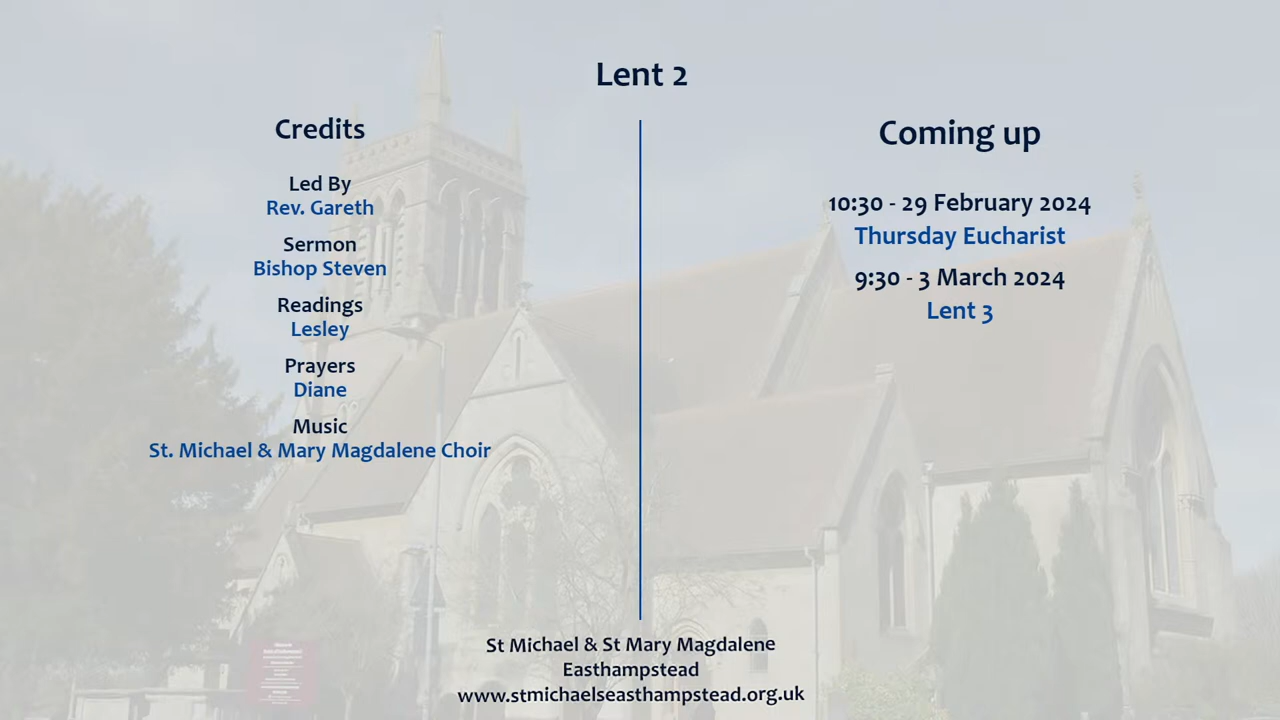 Lent 2
Credits
Led By
Rev. Gareth
Sermon
Bishop Steven
Readings
Lesley
Prayers
Diane
Music
St. Michael & Mary Magdalene Choir
Coming up
10:30 - 29 February 2024
Thursday Eucharist
9:30 - 3 March 2024
Lent 3
St Michael & St Mary Magdalene
Easthampstead
www.stmichaelseasthampstead.org.uk